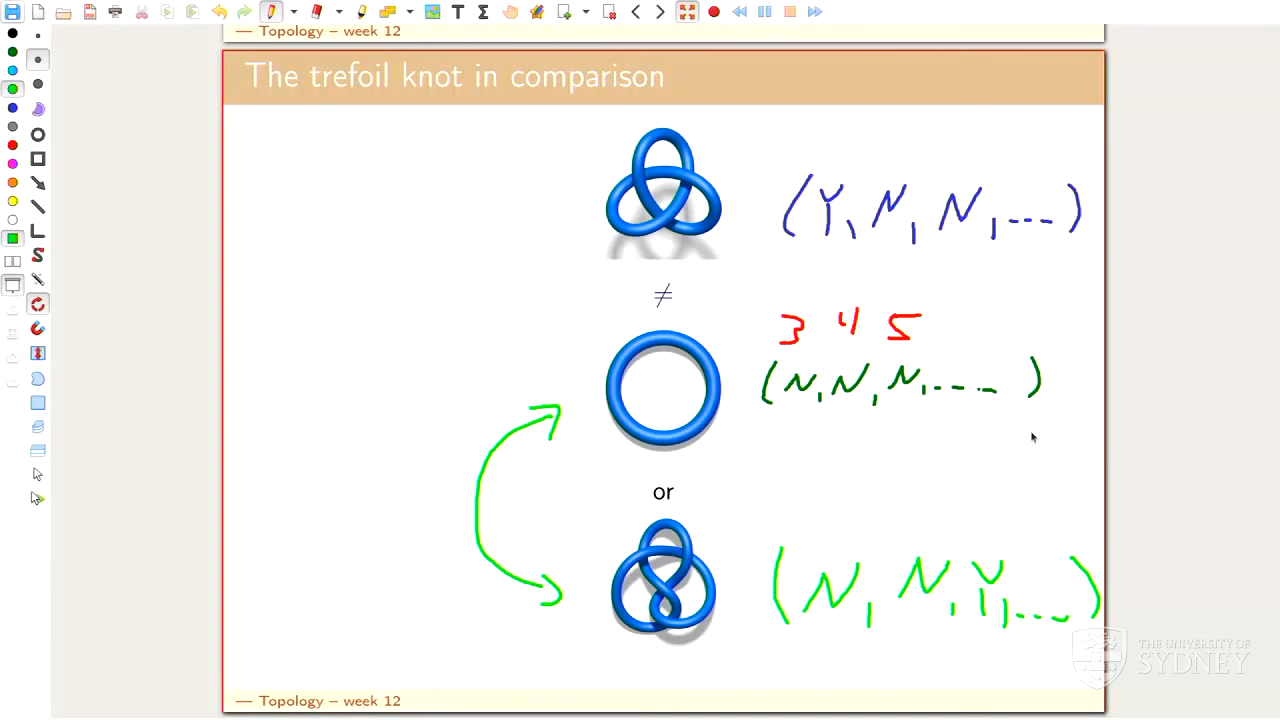 — Topology – week 12
The trefoil knot in comparison
(Y, N, N, ---)
≠
3 4 5
(N, N, N, --- )
or
(N, N, Y, ---)
THE UNIVERSITY OF
SYDNEY
— Topology – week 12